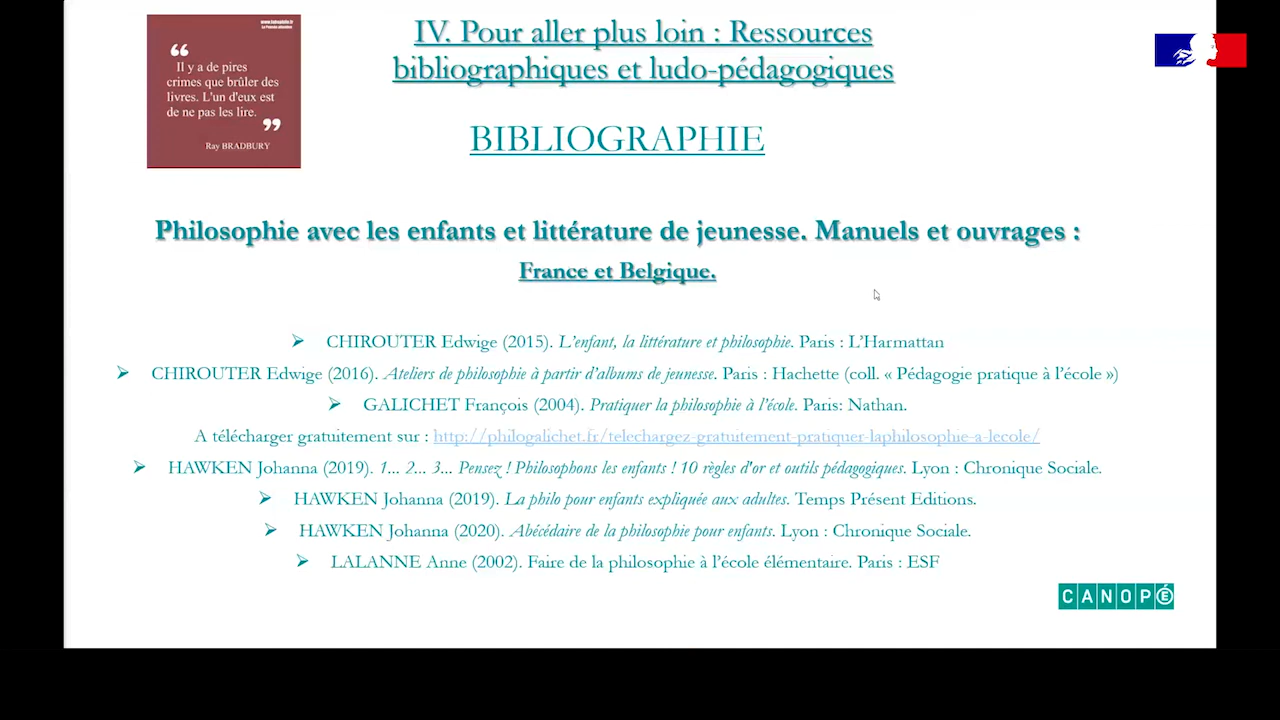 IV. Pour aller plus loin : Ressources
bibliographiques et ludo-pédagogiques
“
Il y a de pires
crimes que brûler des
livres. L'un d'eux est
de ne pas les lire.
”
Ray BRADBURY
BIBLIOGRAPHIE
Philosophie avec les enfants et littérature de jeunesse. Manuels et ouvrages :
France et Belgique.
CHIROUTER Edwige (2015). L’enfant, la littérature et philosophie. Paris : L’Harmattan
CHIROUTER Edwige (2016). Ateliers de philosophie à partir d’albums de jeunesse. Paris : Hachette (coll. « Pédagogie pratique à l’école »)
GALICHET François (2004). Pratiquer la philosophie à l’école. Paris: Nathan.
A télécharger gratuitement sur : http://philogalichet.fr/telechargez-gratuitement-pratiquer-laphilosophie-a-lecole/
HAWKEN Johanna (2019). 1... 2... 3... Pensez ! Philosophons les enfants ! 10 règles d'or et outils pédagogiques. Lyon : Chronique Sociale.
HAWKEN Johanna (2019). La philo pour enfants expliquée aux adultes. Temps Présent Editions.
HAWKEN Johanna (2020). Abécédaire de la philosophie pour enfants. Lyon : Chronique Sociale.
LALANNE Anne (2002). Faire de la philosophie à l’école élémentaire. Paris : ESF
CANOPÉ